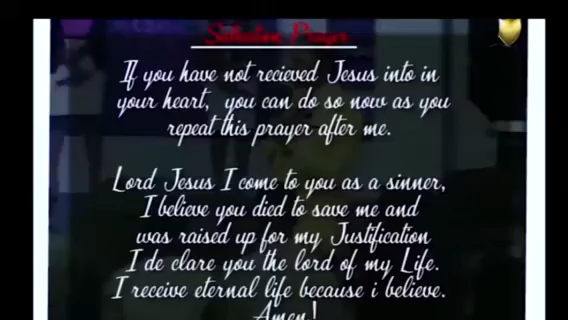 Salvation Prayer
If you have not recieved Jesus into in
your heart, you can do so now as you
repeat this prayer after me.
Lord Jesus I come to you as a sinner,
I believe you died to save me and
was raised up for my Justification
I de clare you the lord of my Life.
I receive eternal life because i believe.
Amen!